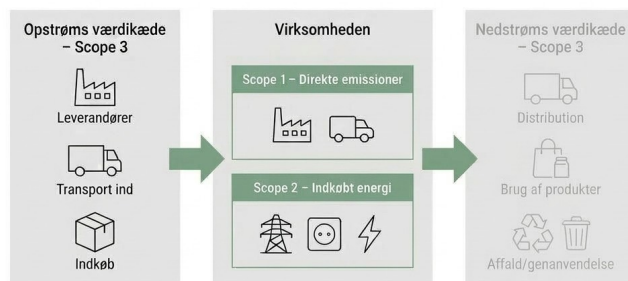 Opstrøms værdikæde
– Scope 3
Leverandører
Transport ind
Indkøb
Virksomheden
Scope 1 – Direkte emissioner
Scope 2 – Indkøbt energi
Nedstrøms værdikæde
– Scope 3
Distribution
Brug af produkter
Affald/genanvendelse